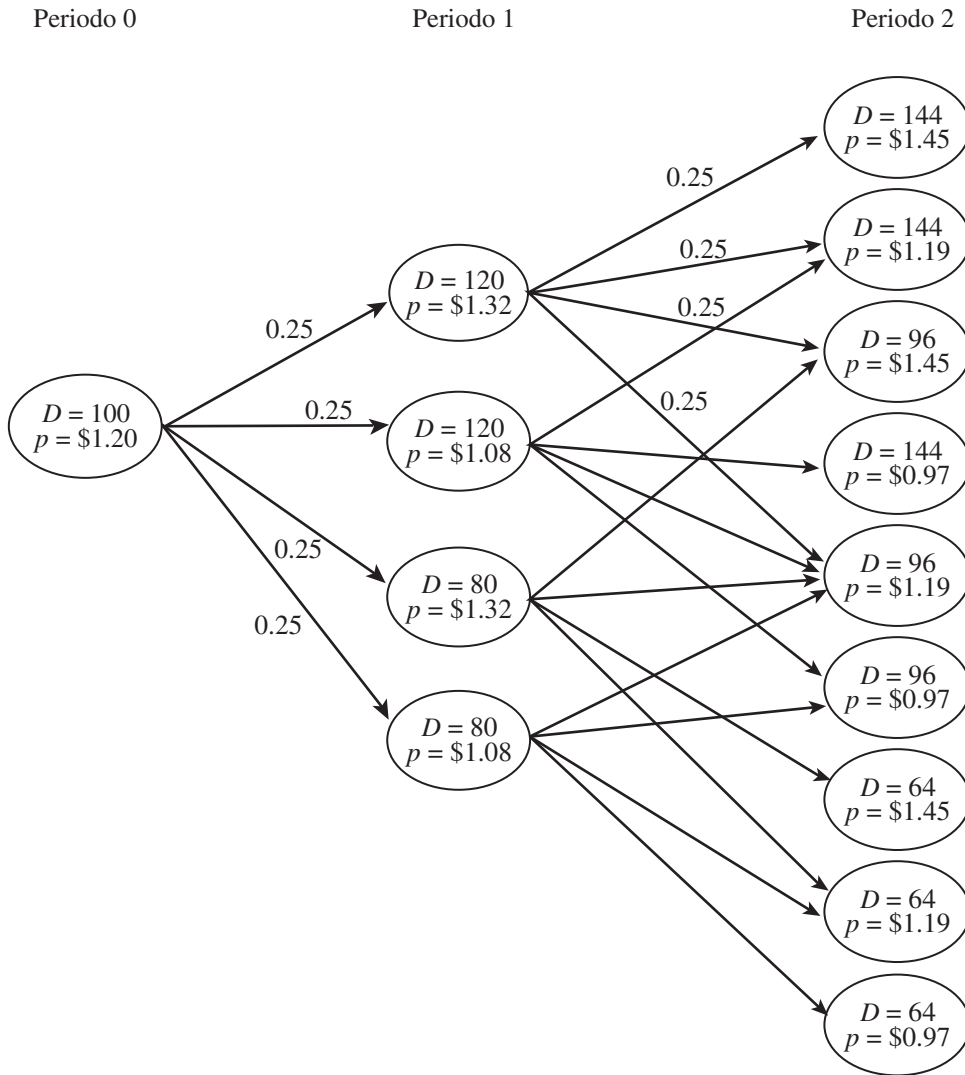 Periodo 0
Periodo 1
Periodo 2
D = 144
p = $1.45
0.25
D = 144
p = $1.19
0.25
D = 120
p = $1.32
0.25
0.25
D = 96
p = $1.45
0.25
D = 100
p = $1.20
0.25
D = 120
p = $1.08
D = 144
p = $0.97
0.25
D = 80
p = $1.32
D = 96
p = $1.19
0.25
D = 96
p = $0.97
D = 80
p = $1.08
D = 64
p = $1.45
D = 64
p = $1.19
D = 64
p = $0.97